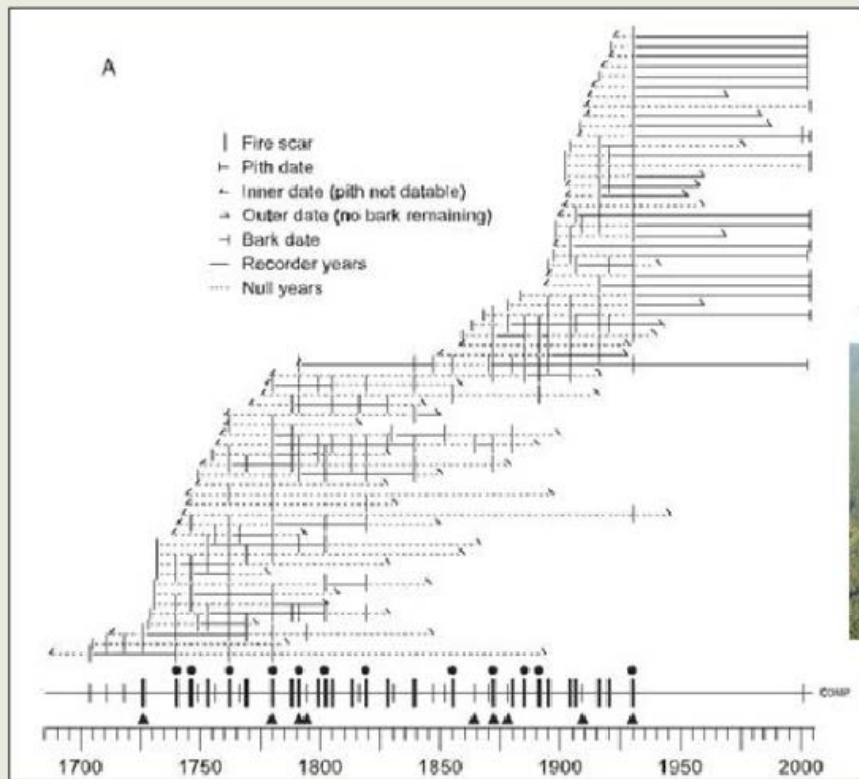 A
Fire scar
Pith date
Inner date (pith not datable)
Outer date (no bark remaining)
Bark date
Recorder years
Null years
COMP
1700 1750 1800 1850 1900 1950 2000